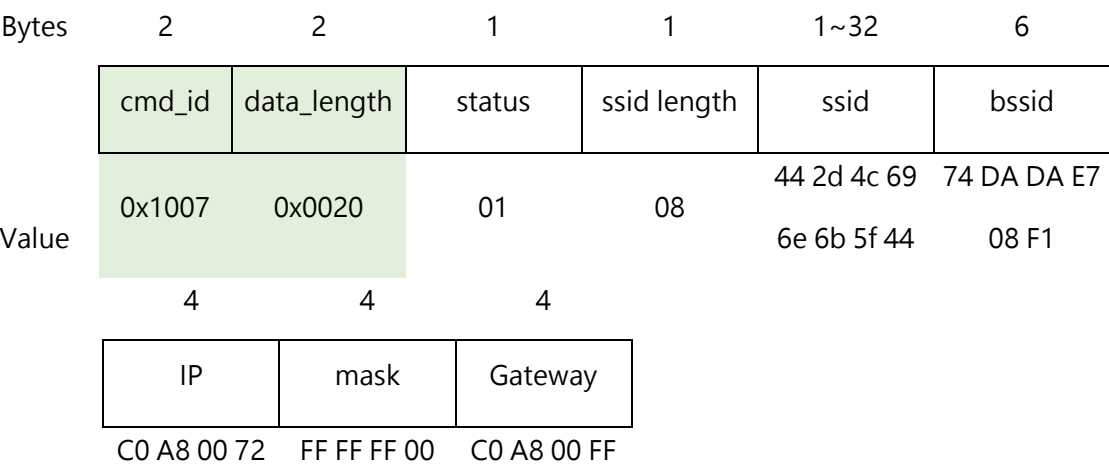 Bytes 2 2 1 1 1~32 6
cmd_id data_length status ssid length ssid bssid
44 2d 4c 69 74 DA DA E7
0x1007 0x0020 01 08
Value 6e 6b 5f 44 08 F1
4 4 4
IP mask Gateway
C0 A8 00 72 FF FF FF 00 C0 A8 00 FF